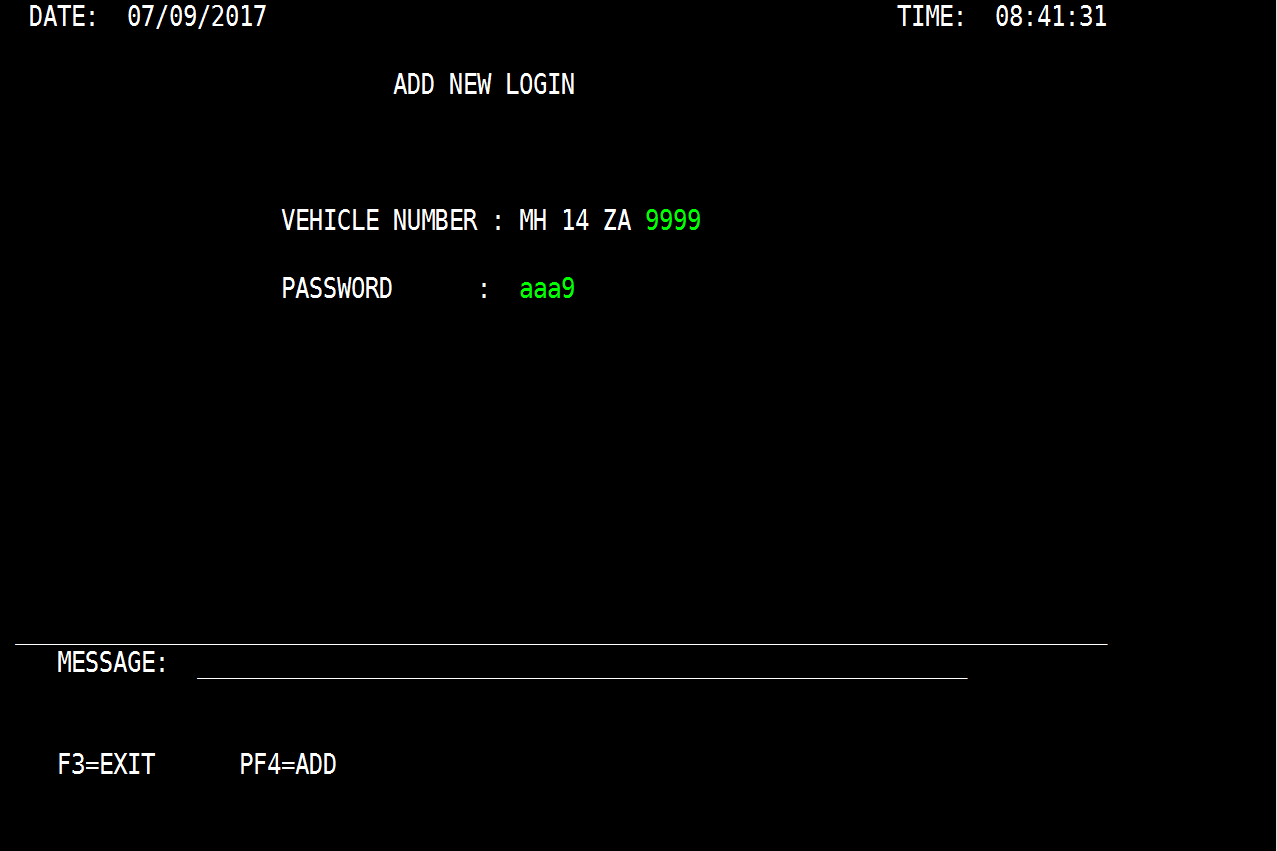 DATE: 07/09/2017 TIME: 08:41:31
ADD NEW LOGIN
VEHICLE NUMBER : MH 14 ZA 9999
PASSWORD : aaa9
MESSAGE:
F3=EXIT PF4=ADD